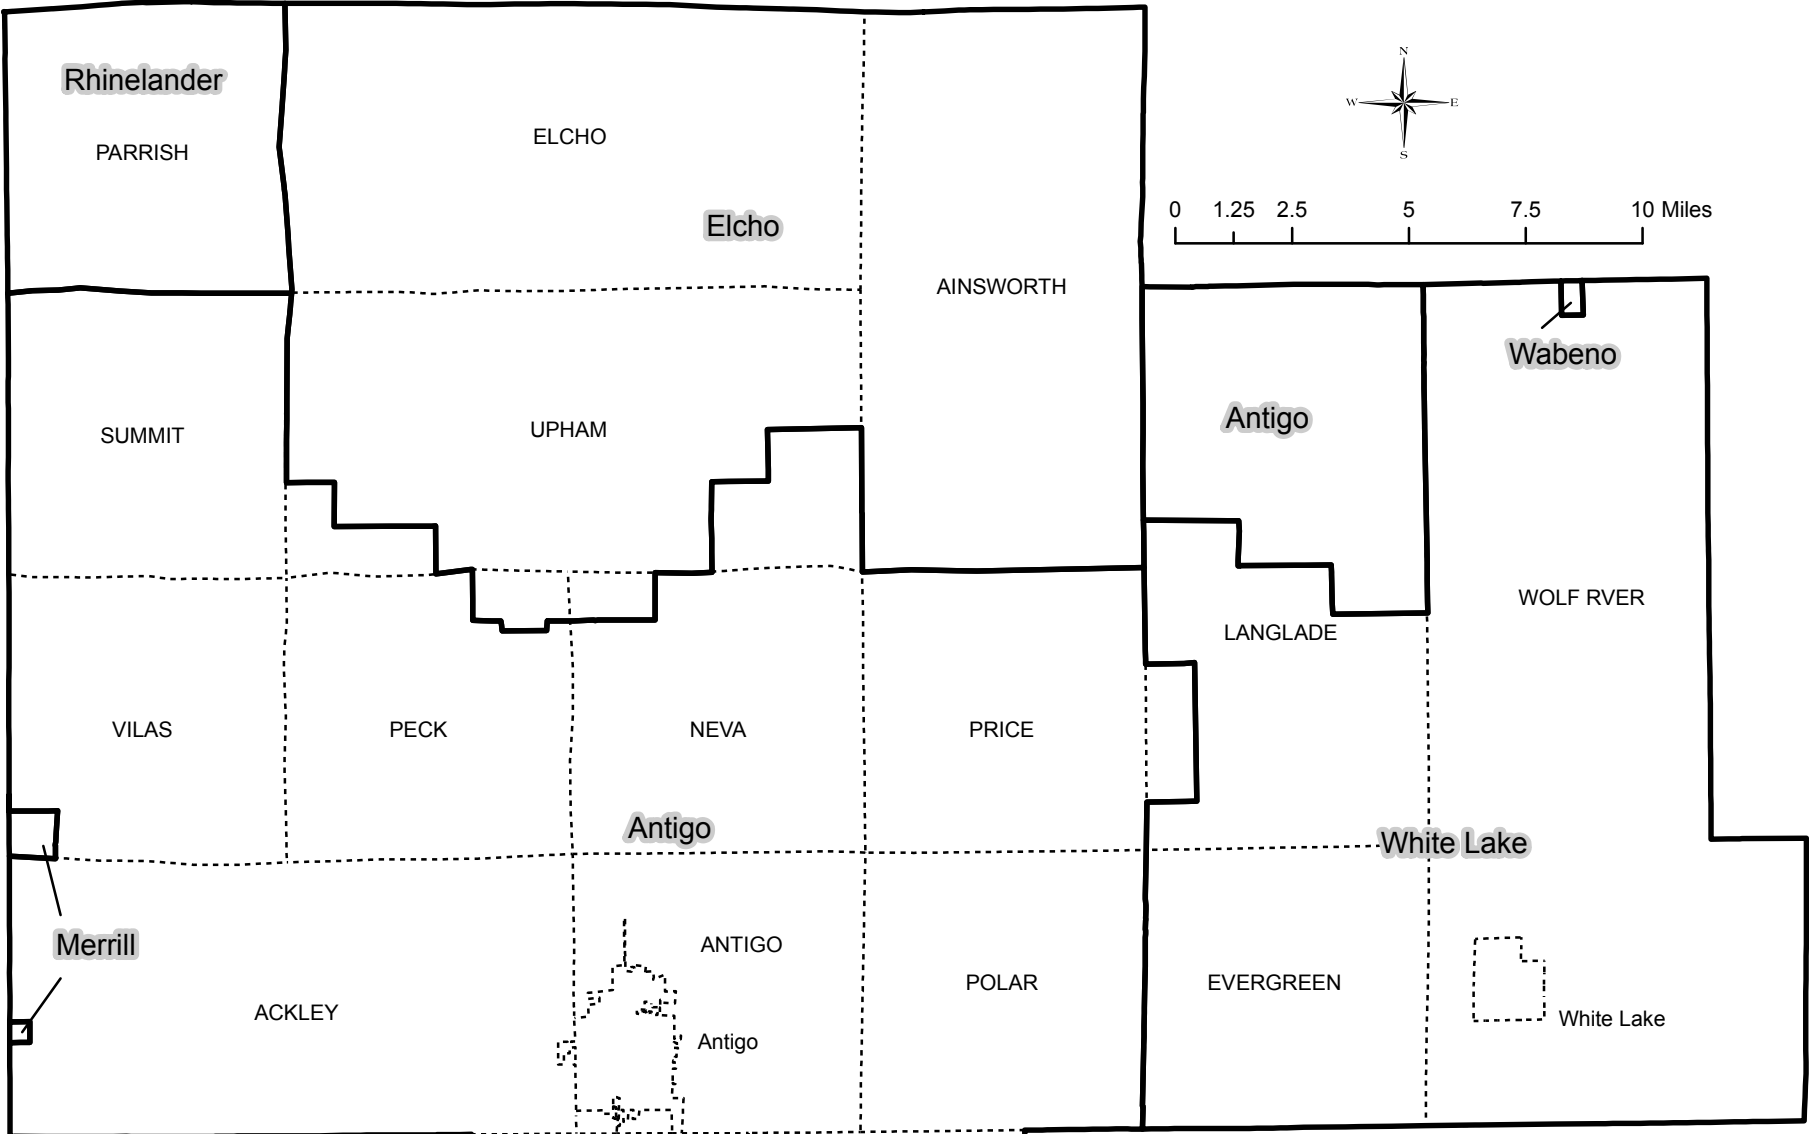 N
Rhinelander
W
E
ELCHO
PARRISH
S
0 1.25 2.5 5 7.5 10 Miles
Elcho
AINSWORTH
Wabeno
Antigo
SUMMIT
UPHAM
WOLF RVER
LANGLADE
VILAS
PECK
NEVA
PRICE
Antigo
White Lake
Merrill
ANTIGO
POLAR
EVERGREEN
ACKLEY
White Lake
Antigo